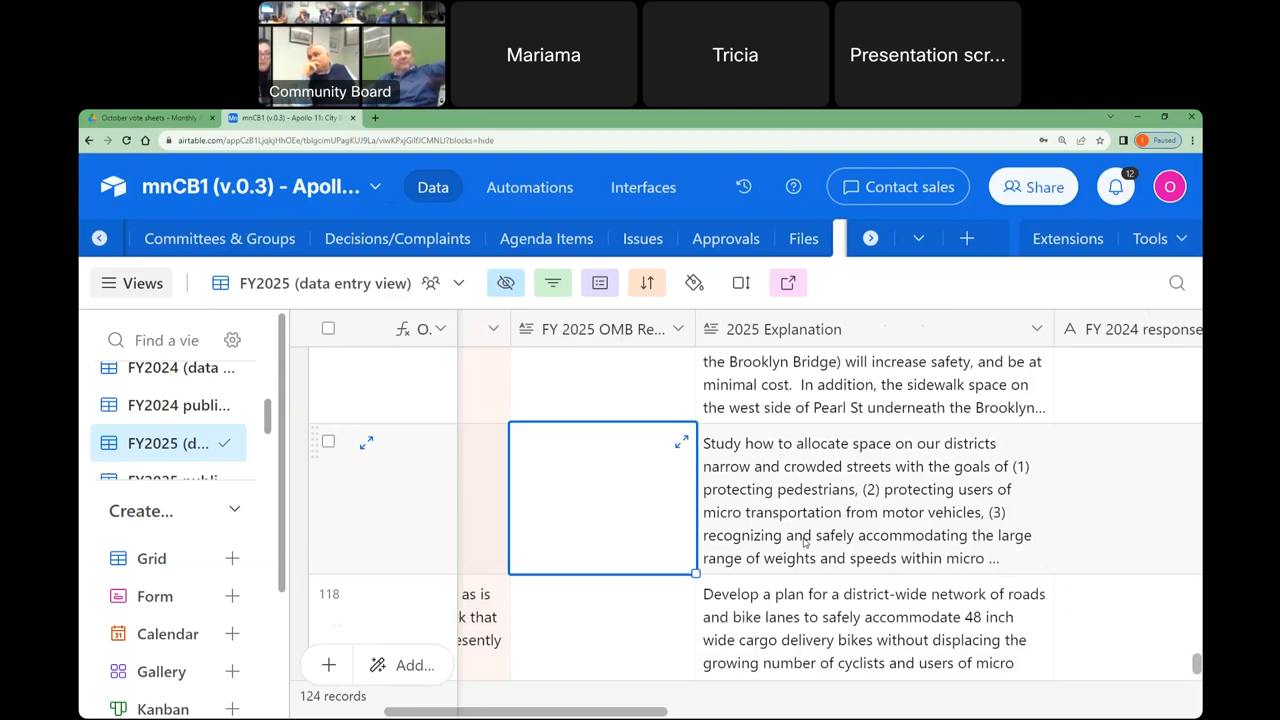 Community Board
Mariama
Tricia
Presentation scr...
October vote sheets - Monthly
mnCB1 (v.0.3) - Apollo 11: City B
mnCB1 (v.0.3) - Apoll...
Data
Automations
Interfaces
Contact sales
Share
12
O
Paused
Committees & Groups
Decisions/Complaints
Agenda Items
Issues
Approvals
Files
Extensions
Tools
Views
FY2025 (data entry view)
Find a vie
FY2024 (data ...
FY2024 publi...
FY2025 (d...
Create...
Grid
Form
Calendar
Gallery
Kanban
O.
FY 2025 OMB Re...
2025 Explanation
FY 2024 response
the Brooklyn Bridge) will increase safety, and be at
minimal cost. In addition, the sidewalk space on
the west side of Pearl St underneath the Brooklyn...
Study how to allocate space on our districts
narrow and crowded streets with the goals of (1)
protecting pedestrians, (2) protecting users of
micro transportation from motor vehicles, (3)
recognizing and safely accommodating the large
range of weights and speeds within micro ...
118
as is
k that
esently
Develop a plan for a district-wide network of roads
and bike lanes to safely accommodate 48 inch
wide cargo delivery bikes without displacing the
growing number of cyclists and users of micro
Add...
124 records